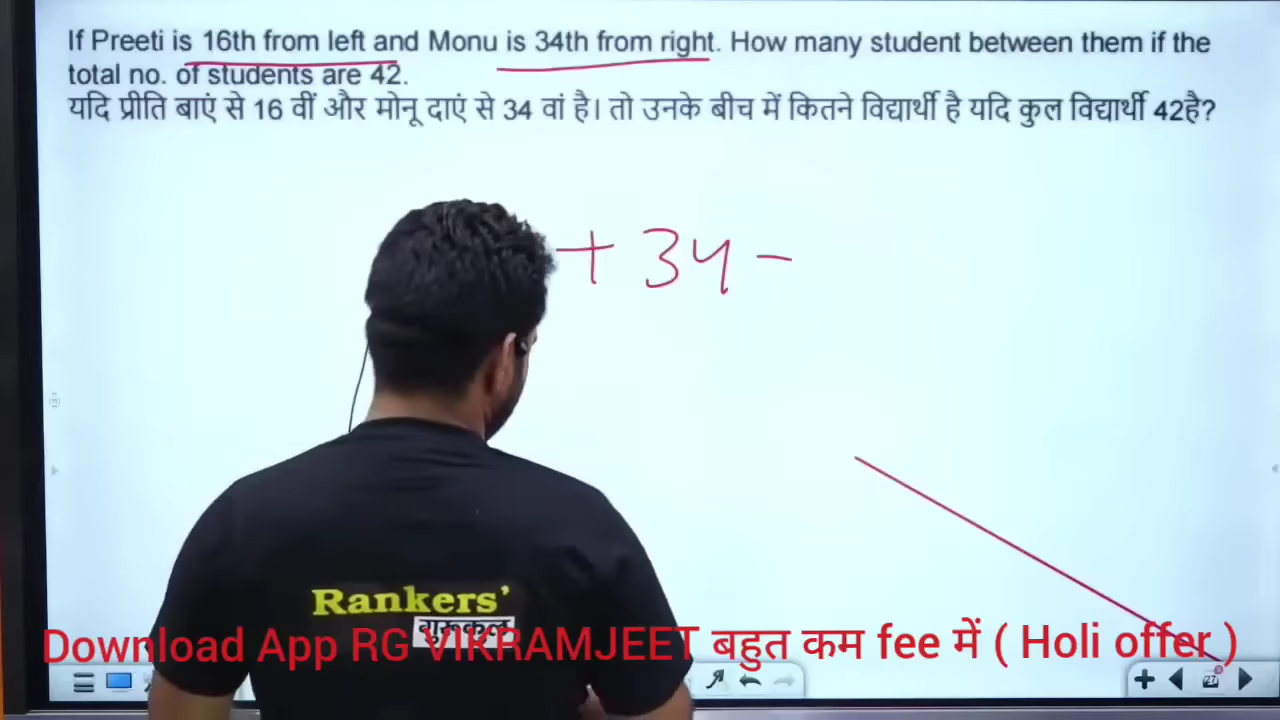 If Preeti is 16th from left and Monu is 34th from right. How many student between them if the
total no. of students are 42.
यदि प्रीति बाएं से 16 वीं और मोनू दाएं से 34 वां है। तो उनके बीच में कितने विद्यार्थी है यदि कुल विद्यार्थी 42है?
+ 34 -
Rankers'
गुरूकुल
Download App RG VIKRAMJEET बहुत कम fee में ( Holi offer )
27